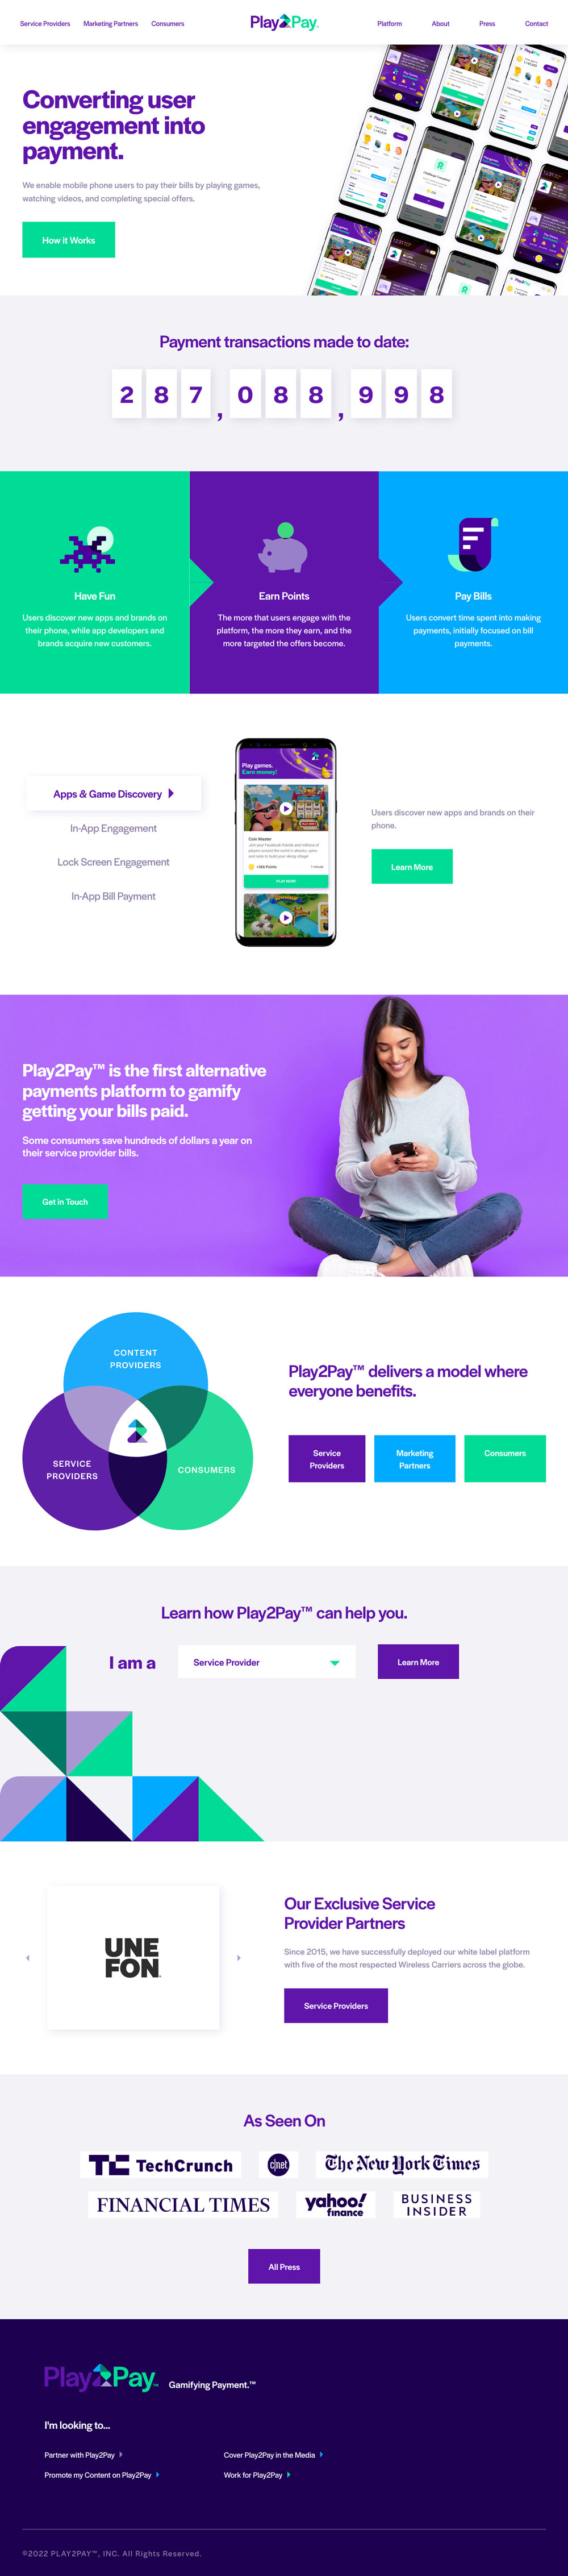 Service Providers Marketing Partners Consumers Play2Pay Platform About Press Contact
Converting user
engagement into
payment.
We enable mobile phone users to pay their bills by playing games,
watching videos, and completing special offers.
How it Works
Payment transactions made to date:
287,088,998
Have Fun
Users discover new apps and brands on
their phone, while app developers and
brands acquire new customers.
Earn Points
The more that users engage with the
platform, the more they earn, and the
more targeted the offers become.
Pay Bills
Users convert time spent into making
payments, initially focused on bill
payments.
Apps & Game Discovery
In-App Engagement
Lock Screen Engagement
In-App Bill Payment
Play games.
Earn money!
Coin Master
PLAY NOW
Users discover new apps and brands on their
phone.
Learn More
Play2Pay™ is the first alternative
payments platform to gamify
getting your bills paid.
Some consumers save hundreds of dollars a year on
their service provider bills.
Get in Touch
CONTENT
PROVIDERS
SERVICE
PROVIDERS
CONSUMERS
Play2Pay™ delivers a model where
everyone benefits.
Service
Providers
Marketing
Partners
Consumers
Learn how Play2Pay™ can help you.
I am a
Service Provider
Learn More
UNE
FON
Our Exclusive Service
Provider Partners
Since 2015, we have successfully deployed our white label platform
with five of the most respected Wireless Carriers across the globe.
Service Providers
As Seen On
TC TechCrunch
c|net
The New York Times
FINANCIAL TIMES
yahoo!
finance
BUSINESS
INSIDER
All Press
Play2Pay™ Gamifying Payment.™
I'm looking to...
Partner with Play2Pay
Cover Play2Pay in the Media
Promote my Content on Play2Pay
Work for Play2Pay
©2022 PLAY2PAY™, INC. All Rights Reserved.